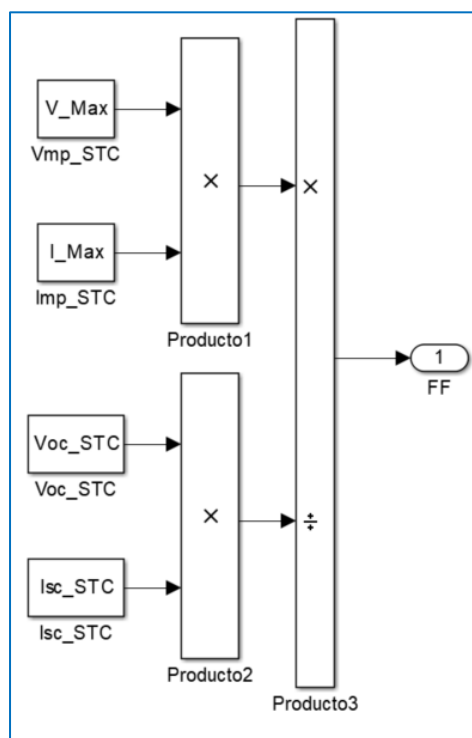 V_Max
Vmp_STC
×
I_Max
Imp_STC
Producto1
×
Voc_STC
Voc_STC
×
Isc_STC
Isc_STC
Producto2
÷
Producto3
1
FF